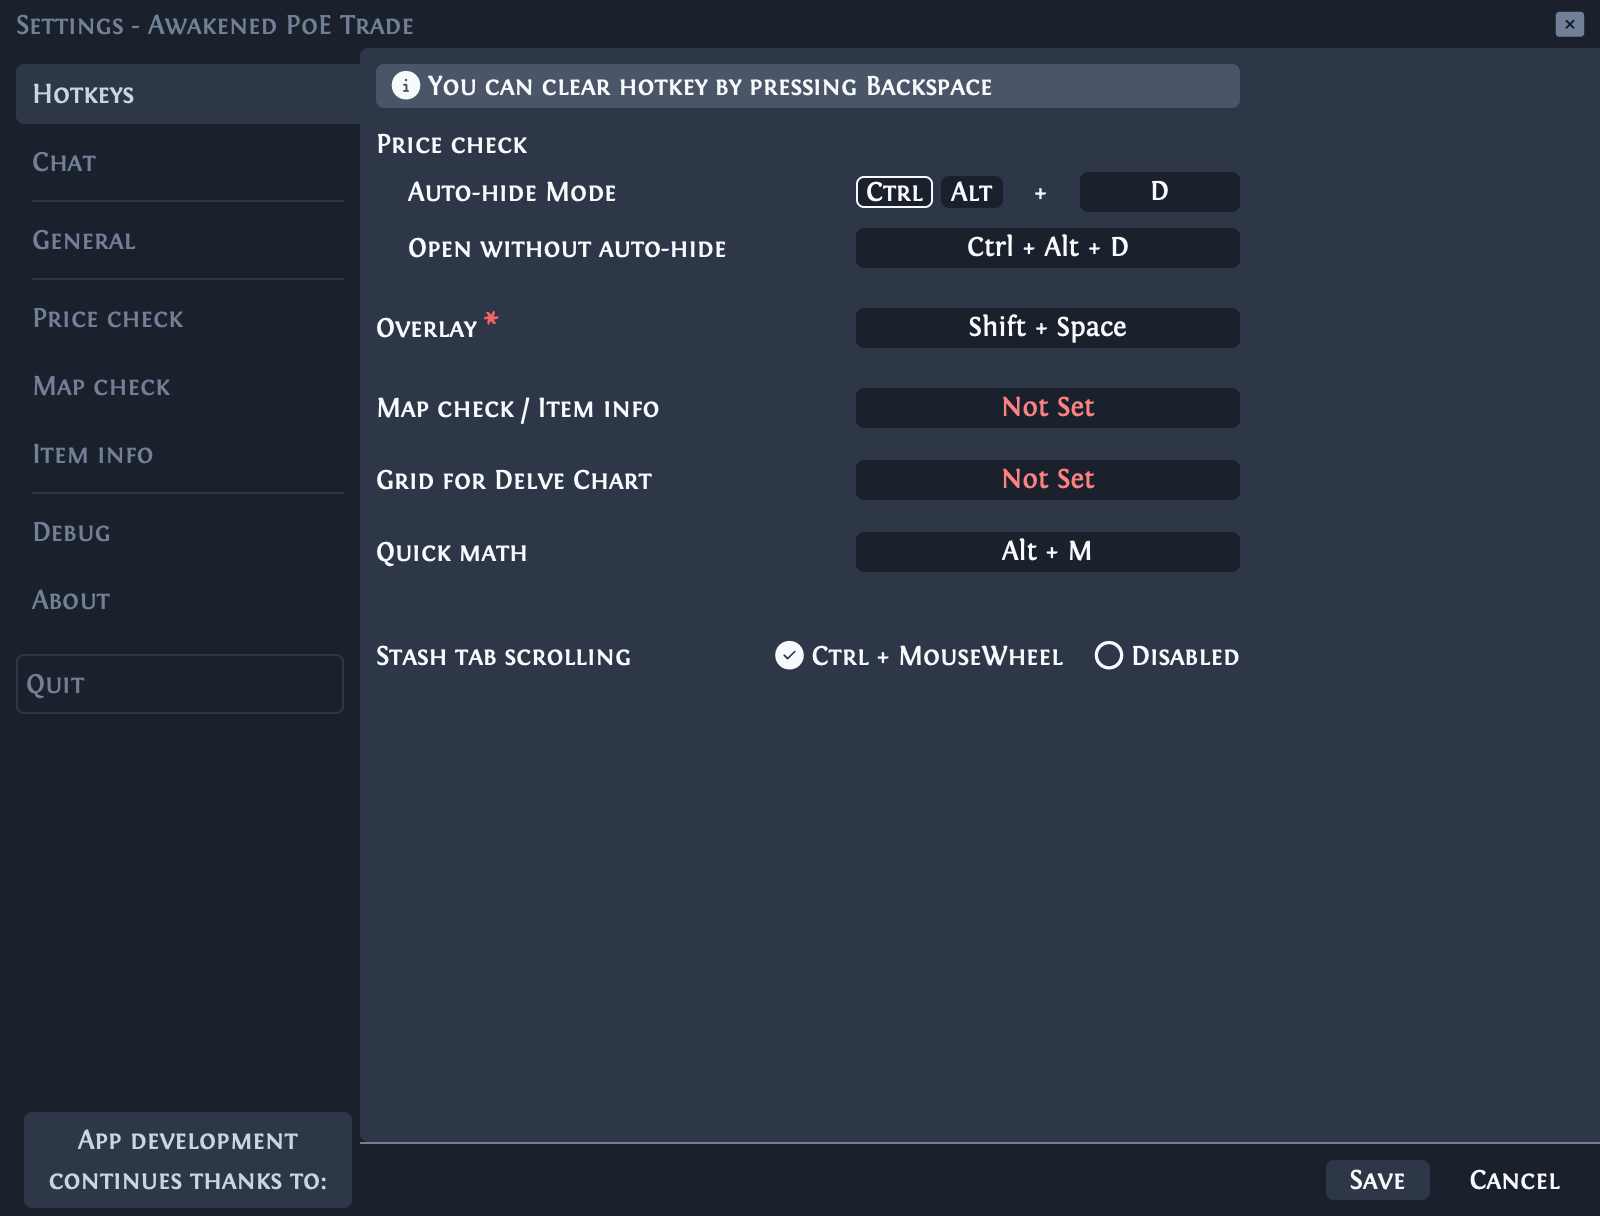 Settings - Awakened PoE Trade
Hotkeys
Chat
General
Price check
Map check
Item info
Debug
About
Quit
App development
continues thanks to:
You can clear hotkey by pressing Backspace
Price check
Auto-hide Mode Ctrl Alt + D
Open without auto-hide Ctrl + Alt + D
Overlay * Shift + Space
Map check / Item info Not Set
Grid for Delve Chart Not Set
Quick math Alt + M
Stash tab scrolling Ctrl + MouseWheel Disabled
Save Cancel